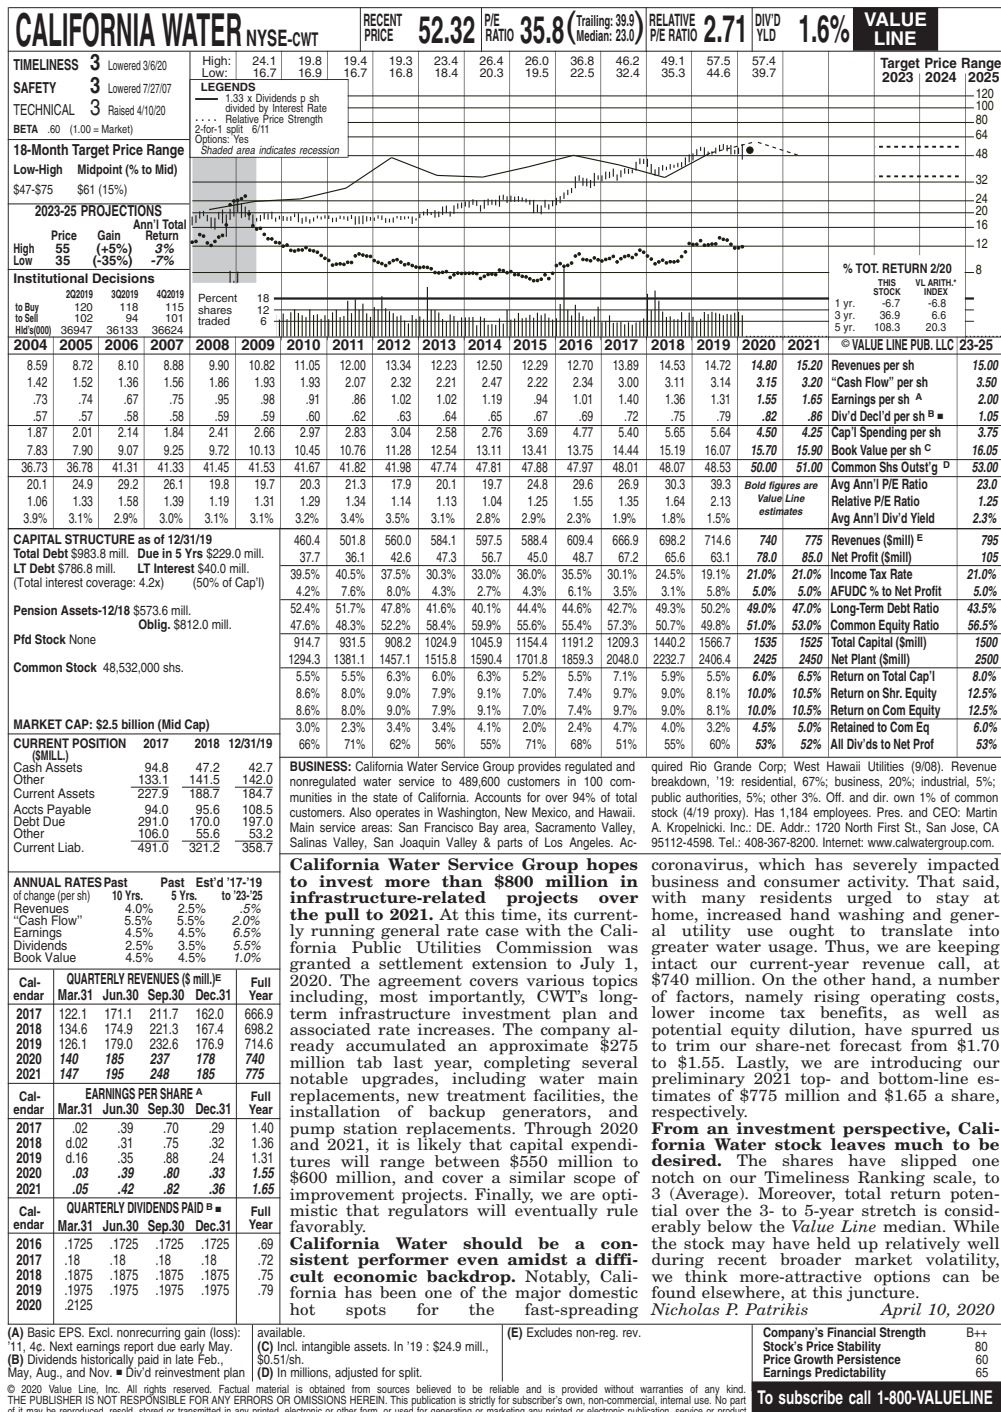 CALIFORNIA WATER NYSE-CWT
RECENT PRICE 52.32 P/E RATIO 35.8 (Trailing: 39.9 Median: 23.0) RELATIVE P/E RATIO 2.71 DIV'D YLD 1.6% VALUE LINE
TIMELINESS 3 Lowered 3/6/20
SAFETY 3 Lowered 7/27/07
TECHNICAL 3 Raised 4/10/20
BETA .60 (1.00 = Market)
18-Month Target Price Range
Low-High Midpoint (% to Mid)
$47-$75 $61 (15%)
2023-25 PROJECTIONS
Ann'l Total
Price Gain Return
High 55 (+5%) 3%
Low 35 (-35%) -7%
Institutional Decisions
2Q2019 3Q2019 4Q2019
to Buy 120 118 115
to Sell 102 94 101
Hld's(000) 36947 36133 36624
High: 24.1 19.8 19.4 19.3 23.4 26.4 26.0 36.8 46.2 49.1 57.5 57.4
Low: 16.7 16.9 16.7 16.8 18.4 20.3 19.5 22.5 32.4 35.3 44.6 39.7
LEGENDS
1.33 x Dividends p sh
divided by Interest Rate
Relative Price Strength
2-for-1 split 6/11
Options: Yes
Shaded area indicates recession
Target Price Range
2023 2024 2025
120
100
80
64
48
32
24
20
16
12
8
Percent 18
shares 12
traded 6
% TOT. RETURN 2/20
THIS STOCK VL ARITH.* INDEX
1 yr. -6.7 -6.8
3 yr. 36.9 6.6
5 yr. 108.3 20.3
2004 2005 2006 2007 2008 2009 2010 2011 2012 2013 2014 2015 2016 2017 2018 2019 2020 2021 © VALUE LINE PUB. LLC 23-25
8.59 8.72 8.10 8.88 9.90 10.82 11.05 12.00 13.34 12.23 12.50 12.29 12.70 13.89 14.53 14.72 14.80 15.20 Revenues per sh 15.00
1.42 1.52 1.36 1.56 1.86 1.93 1.93 2.07 2.32 2.21 2.47 2.22 2.34 3.00 3.11 3.14 3.15 3.20 "Cash Flow" per sh 3.50
.73 .74 .67 .75 .95 .98 .91 .86 1.02 1.02 1.19 .94 1.01 1.40 1.36 1.31 1.55 1.65 Earnings per sh A 2.00
.57 .57 .58 .58 .59 .59 .60 .62 .63 .64 .65 .67 .69 .72 .75 .79 .82 .86 Div'd Decl'd per sh B ■ 1.05
1.87 2.01 2.14 1.84 2.41 2.66 2.97 2.83 3.04 2.58 2.76 3.69 4.77 5.40 5.65 5.64 4.50 4.25 Cap'l Spending per sh 3.75
7.83 7.90 9.07 9.25 9.72 10.13 10.45 10.76 11.28 12.54 13.11 13.41 13.75 14.44 15.19 16.07 15.70 15.90 Book Value per sh C 16.05
36.73 36.78 41.31 41.33 41.45 41.53 41.67 41.82 41.98 47.74 47.81 47.88 47.97 48.01 48.07 48.53 50.00 51.00 Common Shs Outst'g D 53.00
20.1 24.9 29.2 26.1 19.8 19.7 20.3 21.3 17.9 20.1 19.7 24.8 29.6 26.9 30.3 39.3 Bold figures are Avg Ann'l P/E Ratio 23.0
1.06 1.33 1.58 1.39 1.19 1.31 1.29 1.34 1.14 1.13 1.04 1.25 1.55 1.35 1.64 2.13 Value Line Relative P/E Ratio 1.25
3.9% 3.1% 2.9% 3.0% 3.1% 3.1% 3.2% 3.4% 3.5% 3.1% 2.8% 2.9% 2.3% 1.9% 1.8% 1.5% estimates Avg Ann'l Div'd Yield 2.3%
CAPITAL STRUCTURE as of 12/31/19
Total Debt $983.8 mill. Due in 5 Yrs $229.0 mill.
LT Debt $786.8 mill. LT Interest $40.0 mill.
(Total interest coverage: 4.2x) (50% of Cap'l)
Pension Assets-12/18 $573.6 mill.
Oblig. $812.0 mill.
Pfd Stock None
Common Stock 48,532,000 shs.
MARKET CAP: $2.5 billion (Mid Cap)
460.4 501.8 560.0 584.1 597.5 588.4 609.4 666.9 698.2 714.6 740 775 Revenues ($mill) E 795
37.7 36.1 42.6 47.3 56.7 45.0 48.7 67.2 65.6 63.1 78.0 85.0 Net Profit ($mill) 105
39.5% 40.5% 37.5% 30.3% 33.0% 36.0% 35.5% 30.1% 24.5% 19.1% 21.0% 21.0% Income Tax Rate 21.0%
4.2% 7.6% 8.0% 4.3% 2.7% 4.3% 6.1% 3.5% 3.1% 5.8% 5.0% 5.0% AFUDC % to Net Profit 5.0%
52.4% 51.7% 47.8% 41.6% 40.1% 44.4% 44.6% 42.7% 49.3% 50.2% 49.0% 47.0% Long-Term Debt Ratio 43.5%
47.6% 48.3% 52.2% 58.4% 59.9% 55.6% 55.4% 57.3% 50.7% 49.8% 51.0% 53.0% Common Equity Ratio 56.5%
914.7 931.5 908.2 1024.9 1045.9 1154.4 1191.2 1209.3 1440.2 1566.7 1535 1525 Total Capital ($mill) 1500
1294.3 1381.1 1457.1 1515.8 1590.4 1701.8 1859.3 2048.0 2232.7 2406.4 2425 2450 Net Plant ($mill) 2500
5.5% 5.5% 6.3% 6.0% 6.3% 5.2% 5.5% 7.1% 5.9% 5.5% 6.0% 6.5% Return on Total Cap'l 8.0%
8.6% 8.0% 9.0% 7.9% 9.1% 7.0% 7.4% 9.7% 9.0% 8.1% 10.0% 10.5% Return on Shr. Equity 12.5%
8.6% 8.0% 9.0% 7.9% 9.1% 7.0% 7.4% 9.7% 9.0% 8.1% 10.0% 10.5% Return on Com Equity 12.5%
3.0% 2.3% 3.4% 3.4% 4.1% 2.0% 2.4% 4.7% 4.0% 3.2% 4.5% 5.0% Retained to Com Eq 6.0%
66% 71% 62% 56% 55% 71% 68% 51% 55% 60% 53% 52% All Div'ds to Net Prof 53%
CURRENT POSITION 2017 2018 12/31/19
($MILL.)
Cash Assets 94.8 47.2 42.7
Other 133.1 141.5 142.0
Current Assets 227.9 188.7 184.7
Accts Payable 94.0 95.6 108.5
Debt Due 291.0 170.0 197.0
Other 106.0 55.6 53.2
Current Liab. 491.0 321.2 358.7
ANNUAL RATES Past Past Est'd '17-'19
of change (per sh) 10 Yrs. 5 Yrs. to '23-'25
Revenues 4.0% 2.5% .5%
"Cash Flow" 5.5% 5.5% 2.0%
Earnings 4.5% 4.5% 6.5%
Dividends 2.5% 3.5% 5.5%
Book Value 4.5% 4.5% 1.0%
Cal-endar QUARTERLY REVENUES ($ mill.)E Full Year
Mar.31 Jun.30 Sep.30 Dec.31
2017 122.1 171.1 211.7 162.0 666.9
2018 134.6 174.9 221.3 167.4 698.2
2019 126.1 179.0 232.6 176.9 714.6
2020 140 185 237 178 740
2021 147 195 248 185 775
Cal-endar EARNINGS PER SHARE A Full Year
Mar.31 Jun.30 Sep.30 Dec.31
2017 .02 .39 .70 .29 1.40
2018 d.02 .31 .75 .32 1.36
2019 d.16 .35 .88 .24 1.31
2020 .03 .39 .80 .33 1.55
2021 .05 .42 .82 .36 1.65
Cal-endar QUARTERLY DIVIDENDS PAID B ■ Full Year
Mar.31 Jun.30 Sep.30 Dec.31
2016 .1725 .1725 .1725 .1725 .69
2017 .18 .18 .18 .18 .72
2018 .1875 .1875 .1875 .1875 .75
2019 .1975 .1975 .1975 .1975 .79
2020 .2125
BUSINESS: California Water Service Group provides regulated and
nonregulated water service to 489,600 customers in 100 com-
munities in the state of California. Accounts for over 94% of total
customers. Also operates in Washington, New Mexico, and Hawaii.
Main service areas: San Francisco Bay area, Sacramento Valley,
Salinas Valley, San Joaquin Valley & parts of Los Angeles. Ac-
quired Rio Grande Corp; West Hawaii Utilities (9/08). Revenue
breakdown, '19: residential, 67%; business, 20%; industrial, 5%;
public authorities, 5%; other 3%. Off. and dir. own 1% of common
stock (4/19 proxy). Has 1,184 employees. Pres. and CEO: Martin
A. Kropelnicki. Inc.: DE. Addr.: 1720 North First St., San Jose, CA
95112-4598. Tel.: 408-367-8200. Internet: www.calwatergroup.com.
California Water Service Group hopes
to invest more than $800 million in
infrastructure-related projects over
the pull to 2021. At this time, its current-
ly running general rate case with the Cali-
fornia Public Utilities Commission was
granted a settlement extension to July 1,
2020. The agreement covers various topics
including, most importantly, CWT's long-
term infrastructure investment plan and
associated rate increases. The company al-
ready accumulated an approximate $275
million tab last year, completing several
notable upgrades, including water main
replacements, new treatment facilities, the
installation of backup generators, and
pump station replacements. Through 2020
and 2021, it is likely that capital expendi-
tures will range between $550 million to
$600 million, and cover a similar scope of
improvement projects. Finally, we are opti-
mistic that regulators will eventually rule
favorably.
California Water should be a con-
sistent performer even amidst a diffi-
cult economic backdrop. Notably, Cali-
fornia has been one of the major domestic
hot spots for the fast-spreading
coronavirus, which has severely impacted
business and consumer activity. That said,
with many residents urged to stay at
home, increased hand washing and gener-
al utility use ought to translate into
greater water usage. Thus, we are keeping
intact our current-year revenue call, at
$740 million. On the other hand, a number
of factors, namely rising operating costs,
lower income tax benefits, as well as
potential equity dilution, have spurred us
to trim our share-net forecast from $1.70
to $1.55. Lastly, we are introducing our
preliminary 2021 top- and bottom-line es-
timates of $775 million and $1.65 a share,
respectively.
From an investment perspective, Cali-
fornia Water stock leaves much to be
desired. The shares have slipped one
notch on our Timeliness Ranking scale, to
3 (Average). Moreover, total return poten-
tial over the 3- to 5-year stretch is consid-
erably below the Value Line median. While
the stock may have held up relatively well
during recent broader market volatility,
we think more-attractive options can be
found elsewhere, at this juncture.
Nicholas P. Patrikis April 10, 2020
(A) Basic EPS. Excl. nonrecurring gain (loss):
'11, 4¢. Next earnings report due early May.
(B) Dividends historically paid in late Feb.,
May, Aug., and Nov. ■ Div'd reinvestment plan
available.
(C) Incl. intangible assets. In '19 : $24.9 mill.,
$0.51/sh.
(D) In millions, adjusted for split.
(E) Excludes non-reg. rev.
Company's Financial Strength B++
Stock's Price Stability 80
Price Growth Persistence 60
Earnings Predictability 65
© 2020 Value Line, Inc. All rights reserved. Factual material is obtained from sources believed to be reliable and is provided without warranties of any kind.
THE PUBLISHER IS NOT RESPONSIBLE FOR ANY ERRORS OR OMISSIONS HEREIN. This publication is strictly for subscriber's own, non-commercial, internal use. No part
of it may be reproduced, resold, stored or transmitted in any printed, electronic or other form, or used for generating or marketing any printed or electronic publication, service or product.
To subscribe call 1-800-VALUELINE